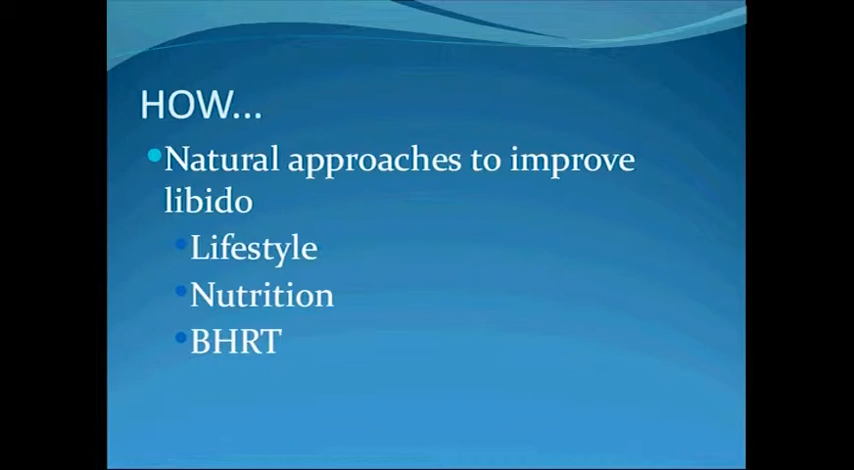 HOW...
Natural approaches to improve
libido
Lifestyle
Nutrition
BHRT